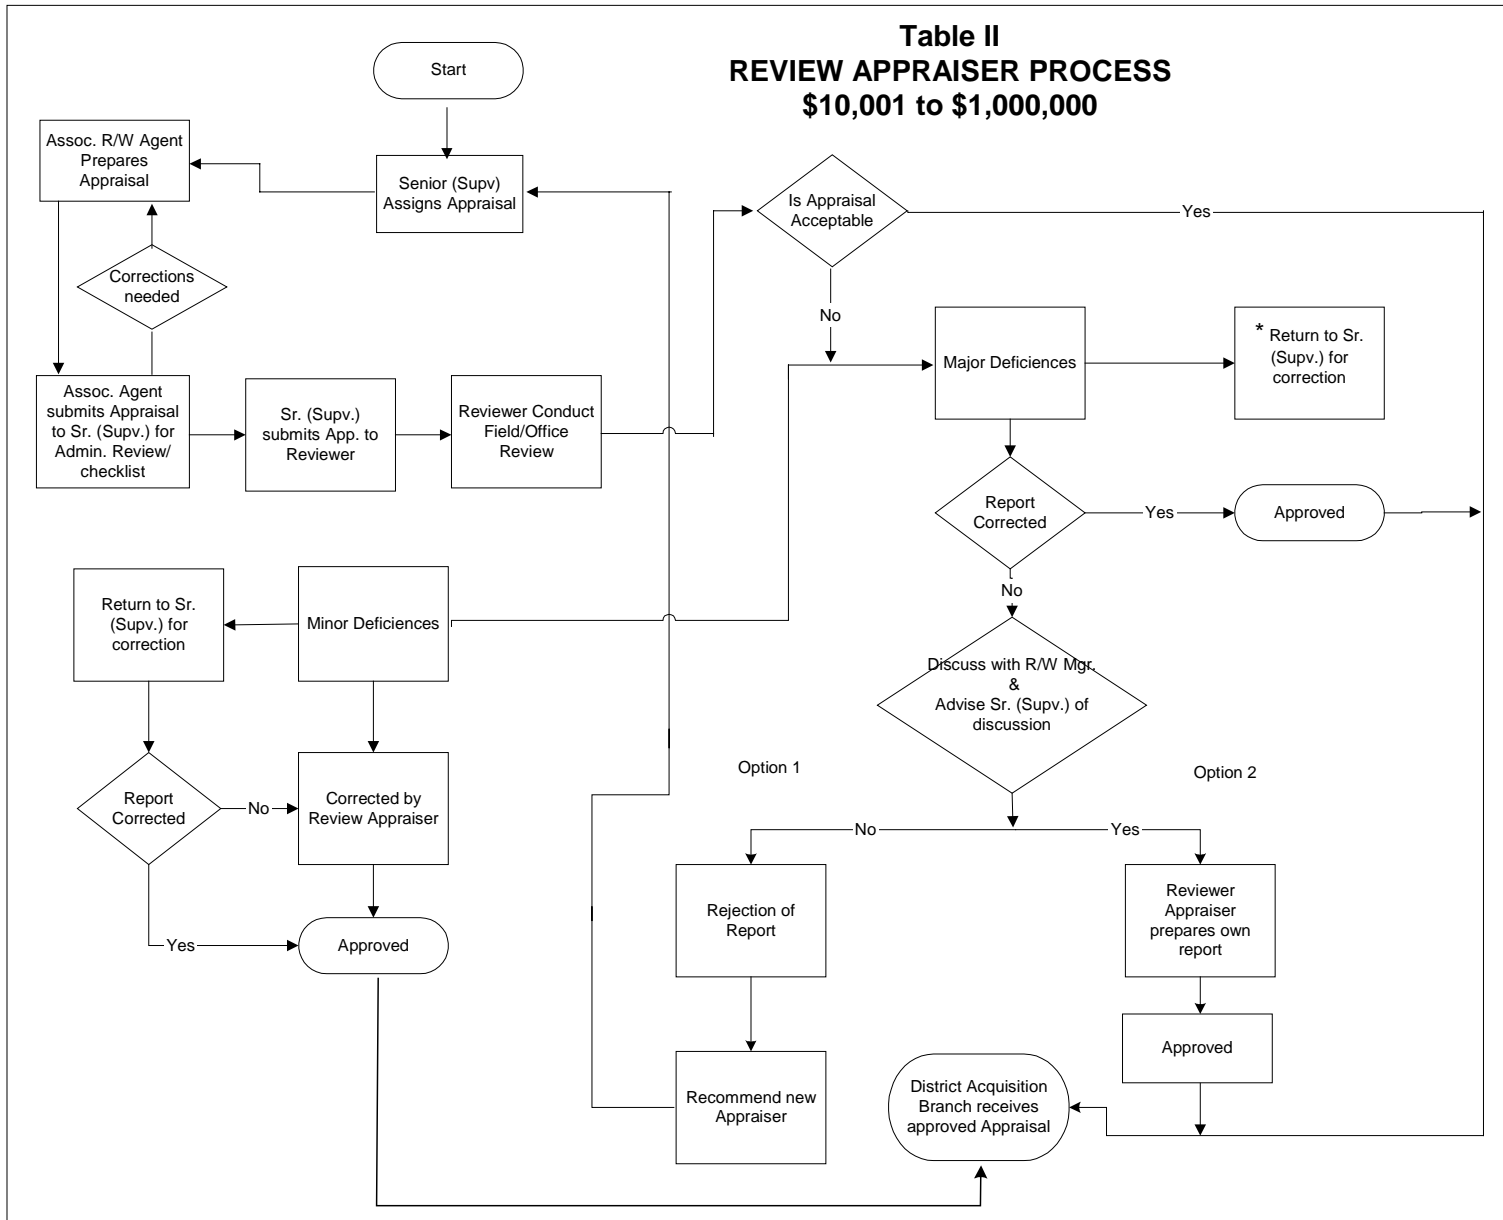 Table II
REVIEW APPRAISER PROCESS
$10,001 to $1,000,000
Start
Assoc. R/W Agent
Prepares
Appraisal
Senior (Supv)
Assigns Appraisal
Corrections
needed
Assoc. Agent
submits Appraisal
to Sr. (Supv.) for
Admin. Review/
checklist
Sr. (Supv.)
submits App. to
Reviewer
Reviewer Conduct
Field/Office
Review
Is Appraisal
Acceptable
Yes
No
Major Deficiences
* Return to Sr.
(Supv.) for
correction
Report
Corrected
Yes
Approved
No
Return to Sr.
(Supv.) for
correction
Minor Deficiences
Discuss with R/W Mgr.
&
Advise Sr. (Supv.) of
discussion
Report
Corrected
No
Corrected by
Review Appraiser
Yes
Approved
Option 1
Option 2
No
Yes
Rejection of
Report
Reviewer
Appraiser
prepares own
report
Approved
Recommend new
Appraiser
District Acquisition
Branch receives
approved Appraisal